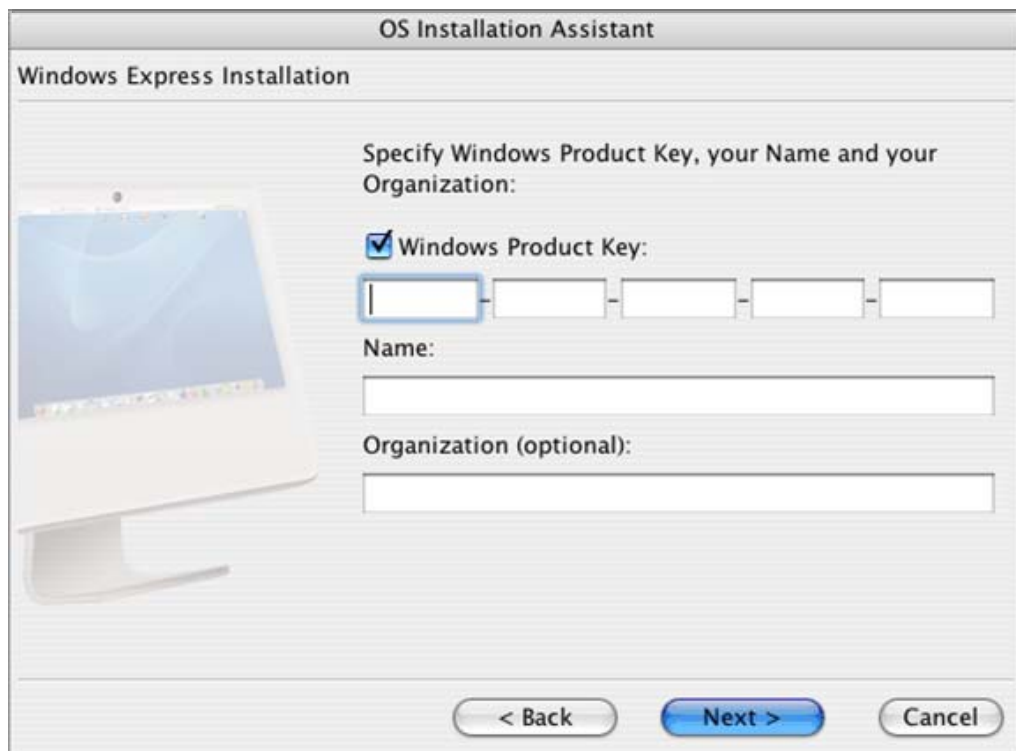 OS Installation Assistant
Windows Express Installation
Specify Windows Product Key, your Name and your
Organization:
Windows Product Key:
- - - -
Name:
Organization (optional):
< Back Next > Cancel